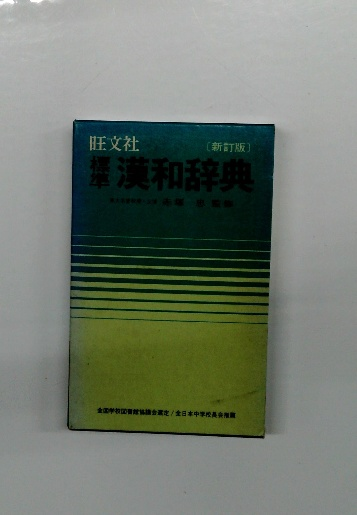 旺文社
［新訂版］
標準 漢和辞典
全国学校図書館協議会選定／全日本中学校長会推薦